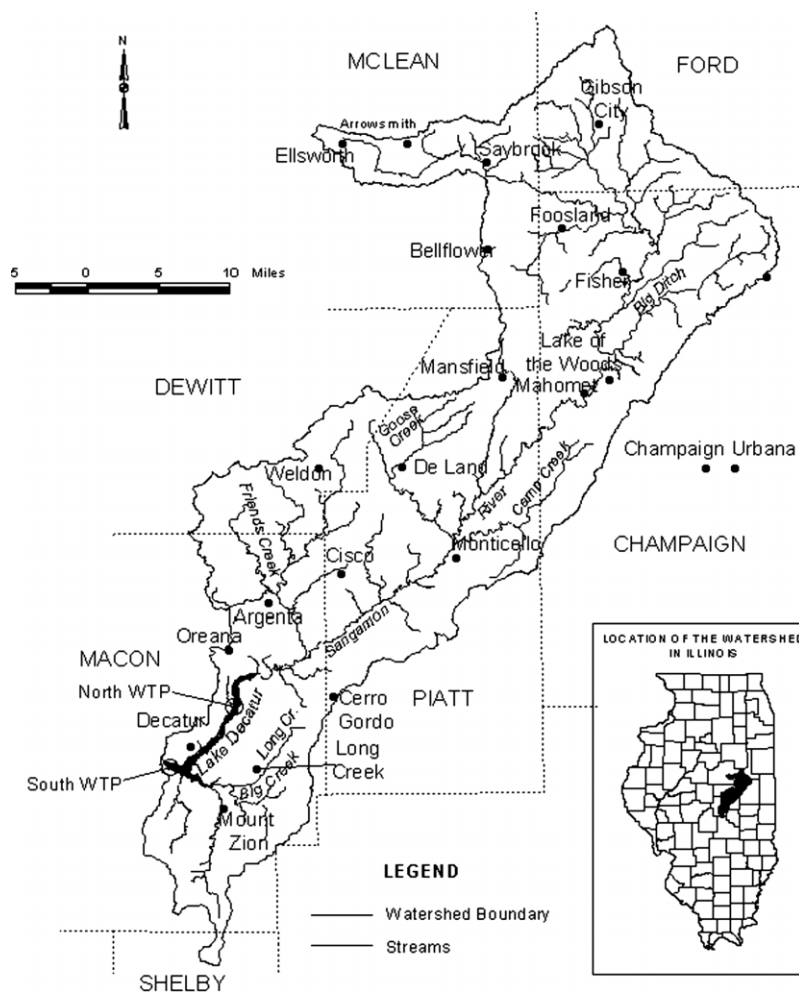 N
MCLEAN
FORD
Gibson
City
Arrowsmith
Ellsworth
Saybrook
Foosland
Bellflower
5 0 5 10 Miles
Fisher
Big Ditch
Lake of
the Woods
Mansfield
Mahomet
DEWITT
Goose
Creek
Champaign Urbana
Weldon
De Land
Friends Creek
River
Camp Creek
CHAMPAIGN
Cisco
Monticello
Argenta
Oreana
Sangamon
MACON
North WTP
PIATT
Cerro
Gordo
Decatur
Lake Decatur
Long Cr.
Long
Creek
South WTP
Big Creek
Mount
Zion
LEGEND
Watershed Boundary
Streams
SHELBY
LOCATION OF THE WATERSHED
IN ILLINOIS